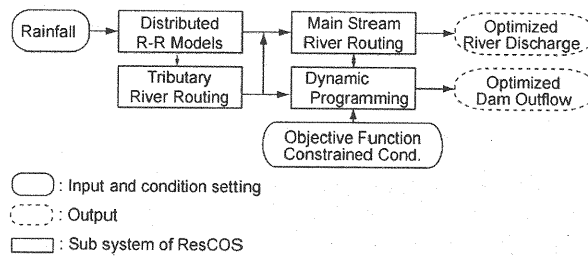 Rainfall
Distributed
R-R Models
Main Stream
River Routing
Optimized
River Discharge
Tributary
River Routing
Dynamic
Programming
Optimized
Dam Outflow
Objective Function
Constrained Cond.
: Input and condition setting
: Output
: Sub system of ResCOS